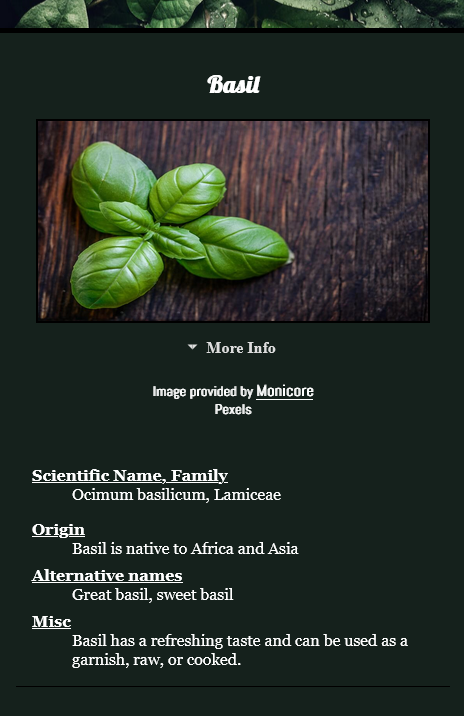 Basil
More Info
Image provided by Monicore
Pexels
Scientific Name, Family
Ocimum basilicum, Lamiceae
Origin
Basil is native to Africa and Asia
Alternative names
Great basil, sweet basil
Misc
Basil has a refreshing taste and can be used as a
garnish, raw, or cooked.